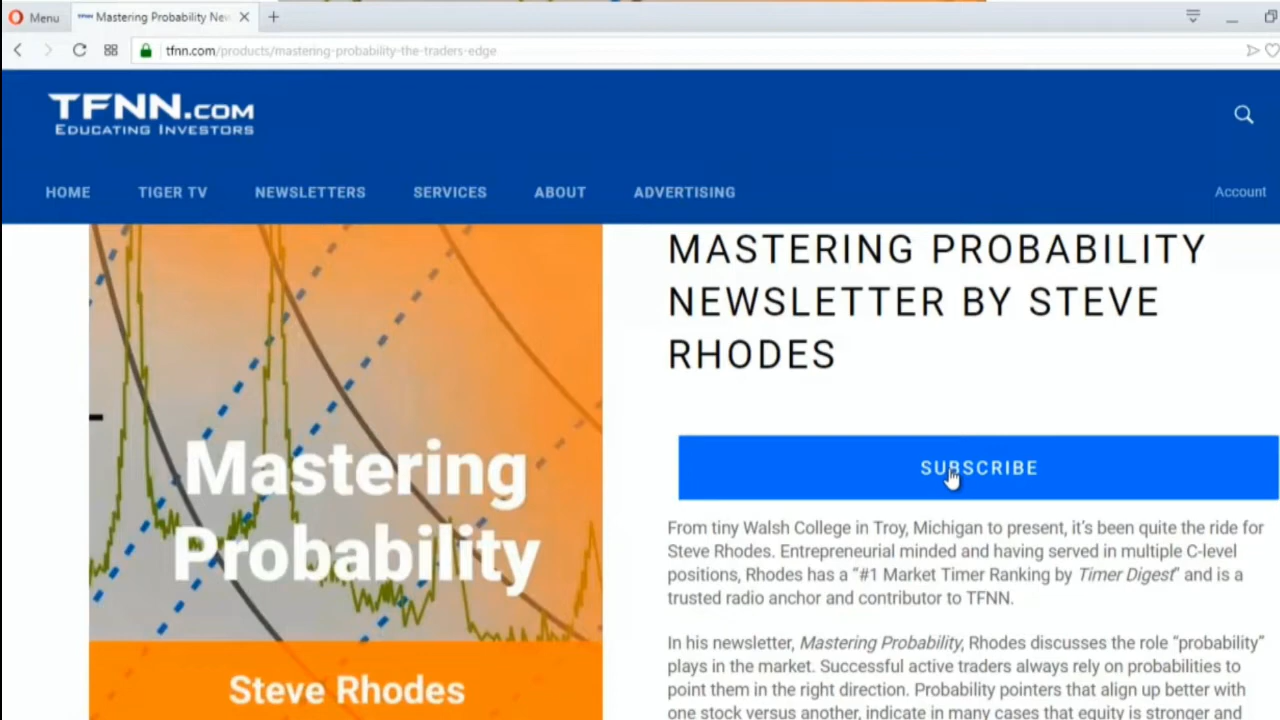 Menu
Mastering Probability New
tfnn.com/products/mastering-probability-the-traders-edge
TFNN.COM
EDUCATING INVESTORS
HOME TIGER TV NEWSLETTERS SERVICES ABOUT ADVERTISING Account
MASTERING PROBABILITY
NEWSLETTER BY STEVE
RHODES
Mastering
Probability
Steve Rhodes
SUBSCRIBE
From tiny Walsh College in Troy, Michigan to present, it's been quite the ride for
Steve Rhodes. Entrepreneurial minded and having served in multiple C-level
positions, Rhodes has a “#1 Market Timer Ranking by Timer Digest” and is a
trusted radio anchor and contributor to TFNN.
In his newsletter, Mastering Probability, Rhodes discusses the role “probability”
plays in the market. Successful active traders always rely on probabilities to
point them in the right direction. Probability pointers that align up better with
one stock versus another, indicate in many cases that equity is stronger and